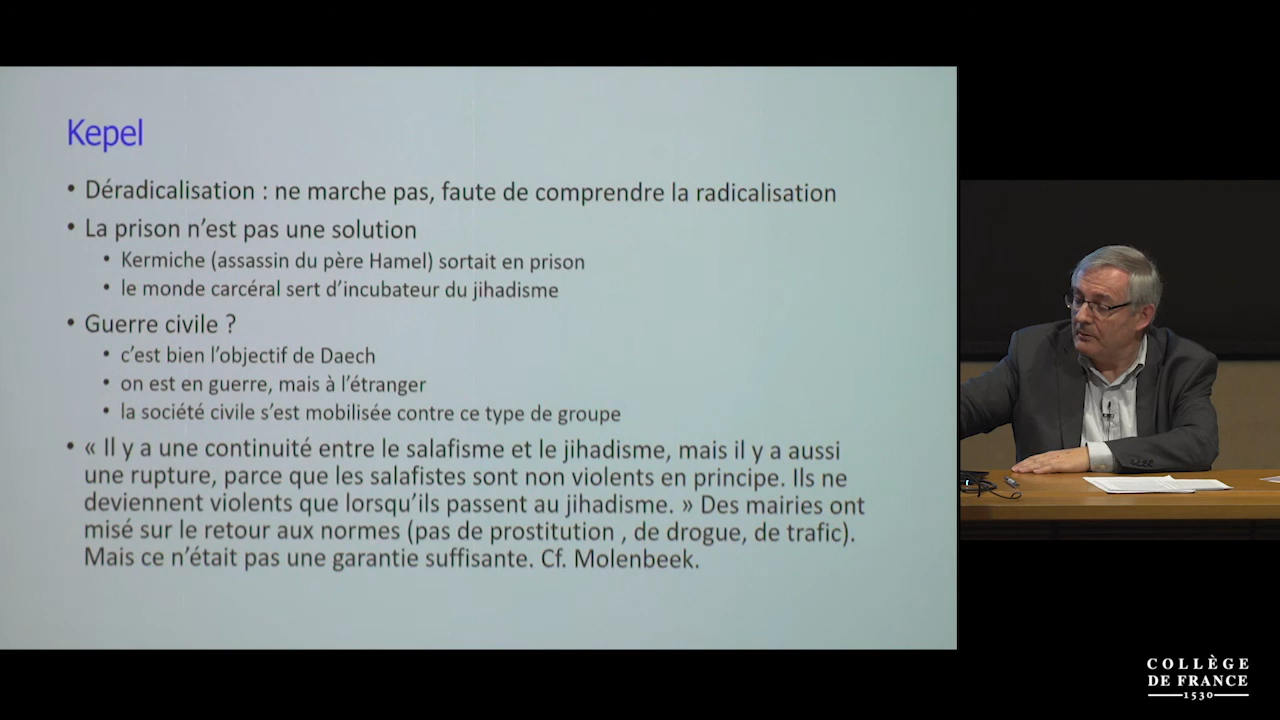 Kepel
• Déradicalisation : ne marche pas, faute de comprendre la radicalisation
• La prison n’est pas une solution
• Kermiche (assassin du père Hamel) sortait en prison
• le monde carcéral sert d’incubateur du jihadisme
• Guerre civile ?
• c’est bien l’objectif de Daech
• on est en guerre, mais à l’étranger
• la société civile s’est mobilisée contre ce type de groupe
• « Il y a une continuité entre le salafisme et le jihadisme, mais il y a aussi
une rupture, parce que les salafistes sont non violents en principe. Ils ne
deviennent violents que lorsqu’ils passent au jihadisme. » Des mairies ont
misé sur le retour aux normes (pas de prostitution , de drogue, de trafic).
Mais ce n’était pas une garantie suffisante. Cf. Molenbeek.
COLLÈGE
DE FRANCE
1530